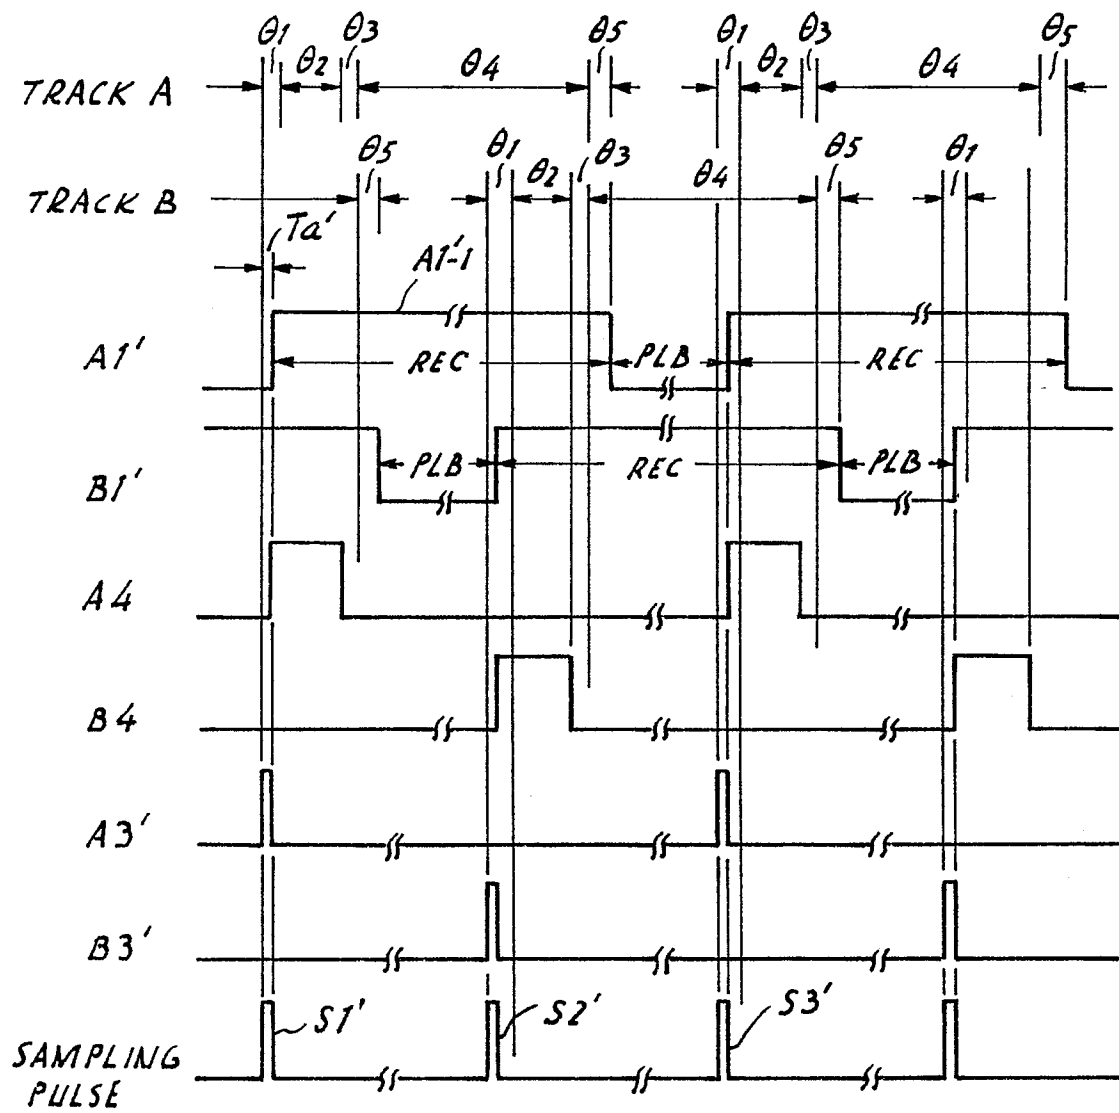 θ1 θ3 θ5 θ1 θ3 θ5
TRACK A θ2 θ4 θ2 θ4
θ5 θ1 θ3 θ5 θ1
TRACK B θ2 θ4
Ta'
A1'-1
A1' REC PLB REC
B1' PLB REC PLB
A4
B4
A3'
B3'
S1' S2' S3'
SAMPLING
PULSE